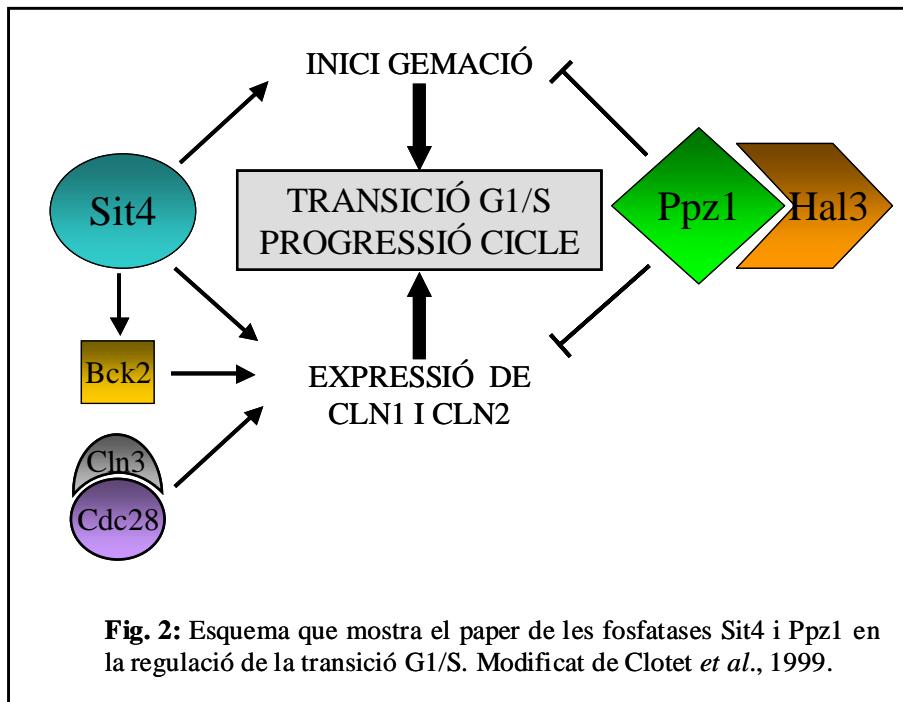 INICI GEMACIÓ
Sit4
TRANSICIÓ G1/S
PROGRESSIÓ CICLE
Ppz1
Hal3
Bck2
EXPRESSIÓ DE
CLN1 I CLN2
Cln3
Cdc28
Fig. 2: Esquema que mostra el paper de les fosfatases Sit4 i Ppz1 en
la regulació de la transició G1/S. Modificat de Clotet et al., 1999.